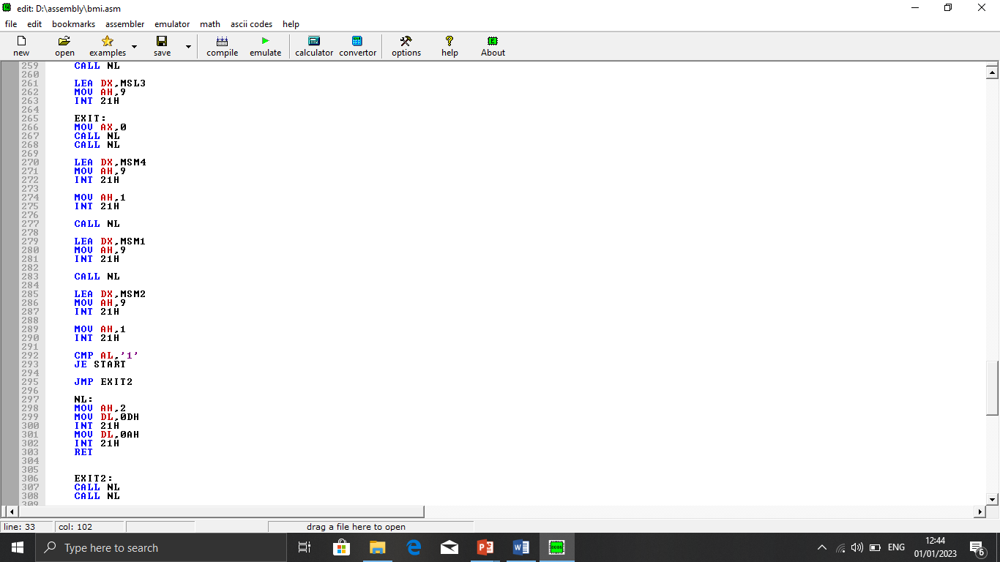 edit: D:\assembly\bmi.asm
file edit bookmarks assembler emulator math ascii codes help
new open examples save compile emulate calculator convertor options help About
259 CALL NL
260
261 LEA DX,MSL3
262 MOV AH,9
263 INT 21H
264
265 EXIT:
266 MOV AX,0
267 CALL NL
268 CALL NL
269
270 LEA DX,MSM4
271 MOV AH,9
272 INT 21H
273
274 MOV AH,1
275 INT 21H
276
277 CALL NL
278
279 LEA DX,MSM1
280 MOV AH,9
281 INT 21H
282
283 CALL NL
284
285 LEA DX,MSM2
286 MOV AH,9
287 INT 21H
288
289 MOV AH,1
290 INT 21H
291
292 CMP AL,'1'
293 JE START
294
295 JMP EXIT2
296
297 NL:
298 MOV AH,2
299 MOV DL,0DH
300 INT 21H
301 MOV DL,0AH
302 INT 21H
303 RET
304
305
306 EXIT2:
307 CALL NL
308 CALL NL
309
line: 33 col: 102 drag a file here to open
Type here to search
ENG
12:44
01/01/2023
6